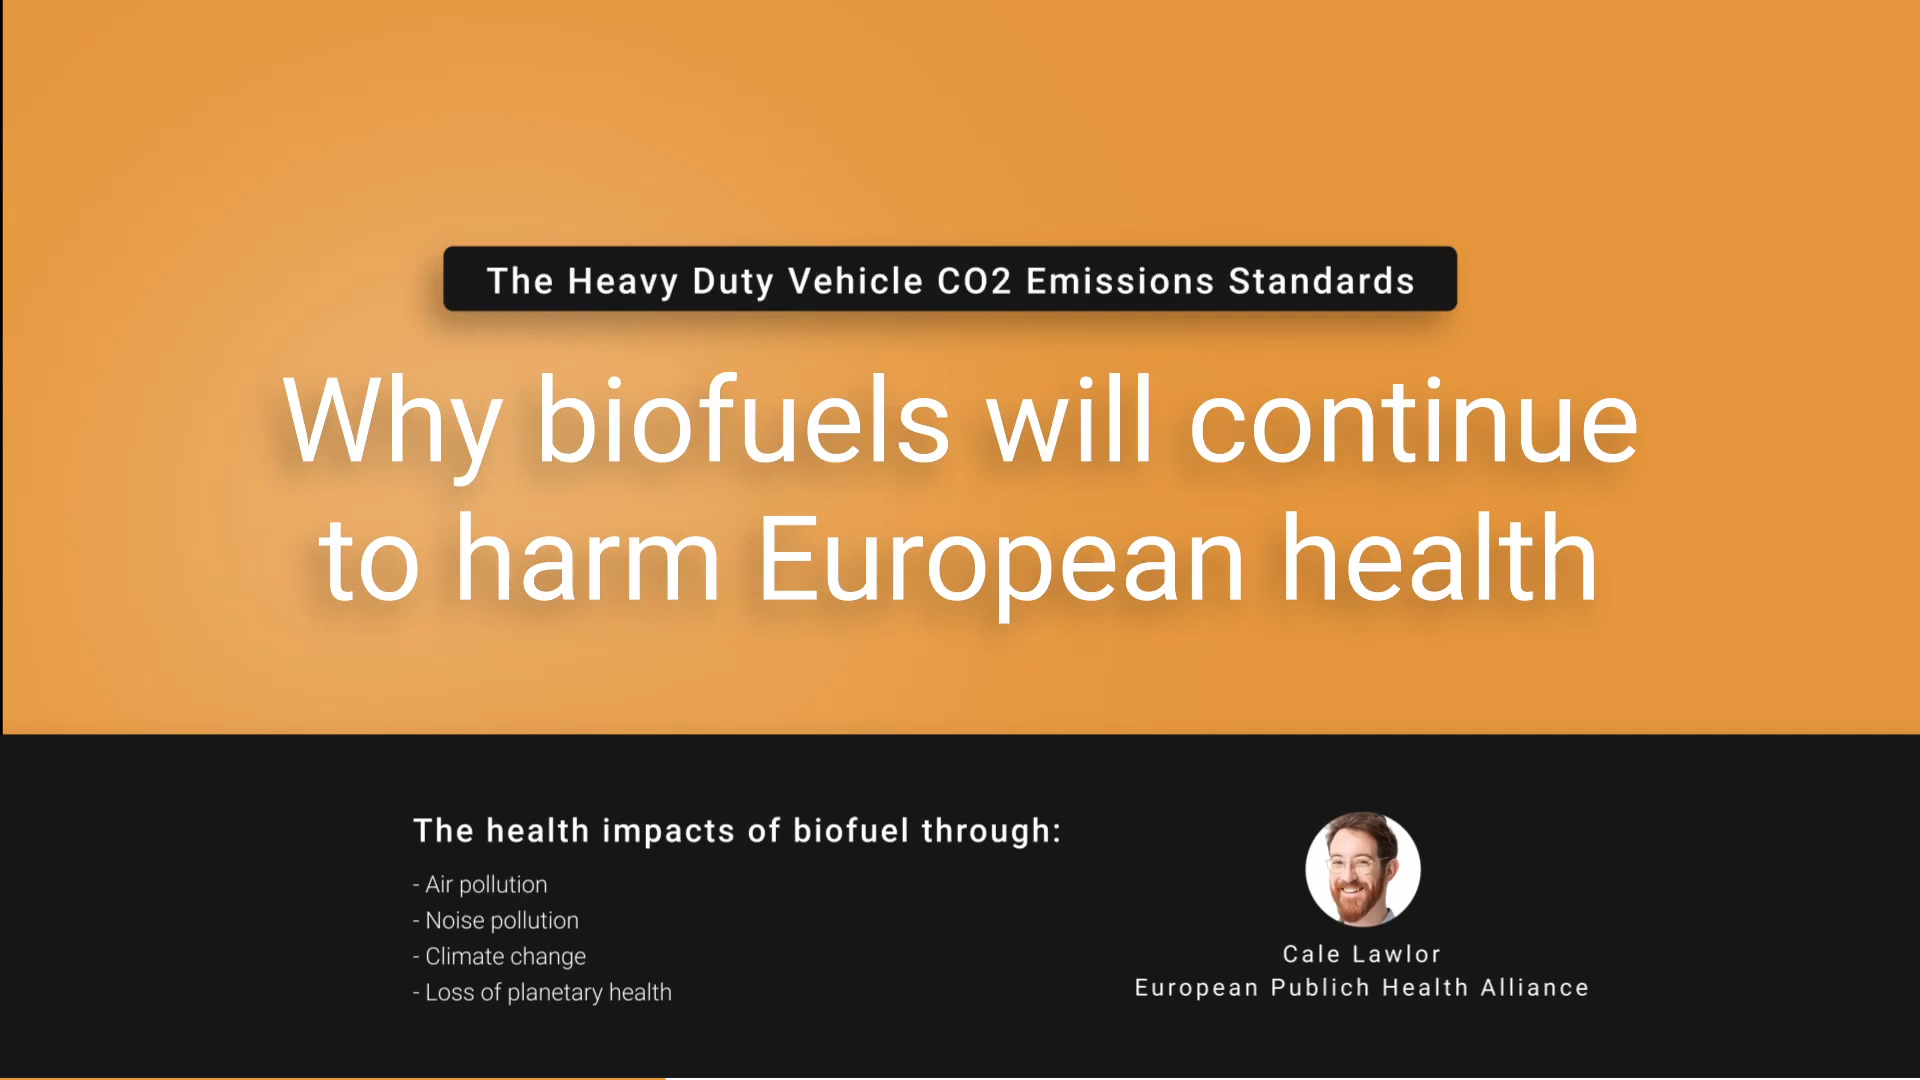 The Heavy Duty Vehicle CO2 Emissions Standards
Why biofuels will continue
to harm European health
The health impacts of biofuel through:
- Air pollution
- Noise pollution
- Climate change
- Loss of planetary health
Cale Lawlor
European Publich Health Alliance